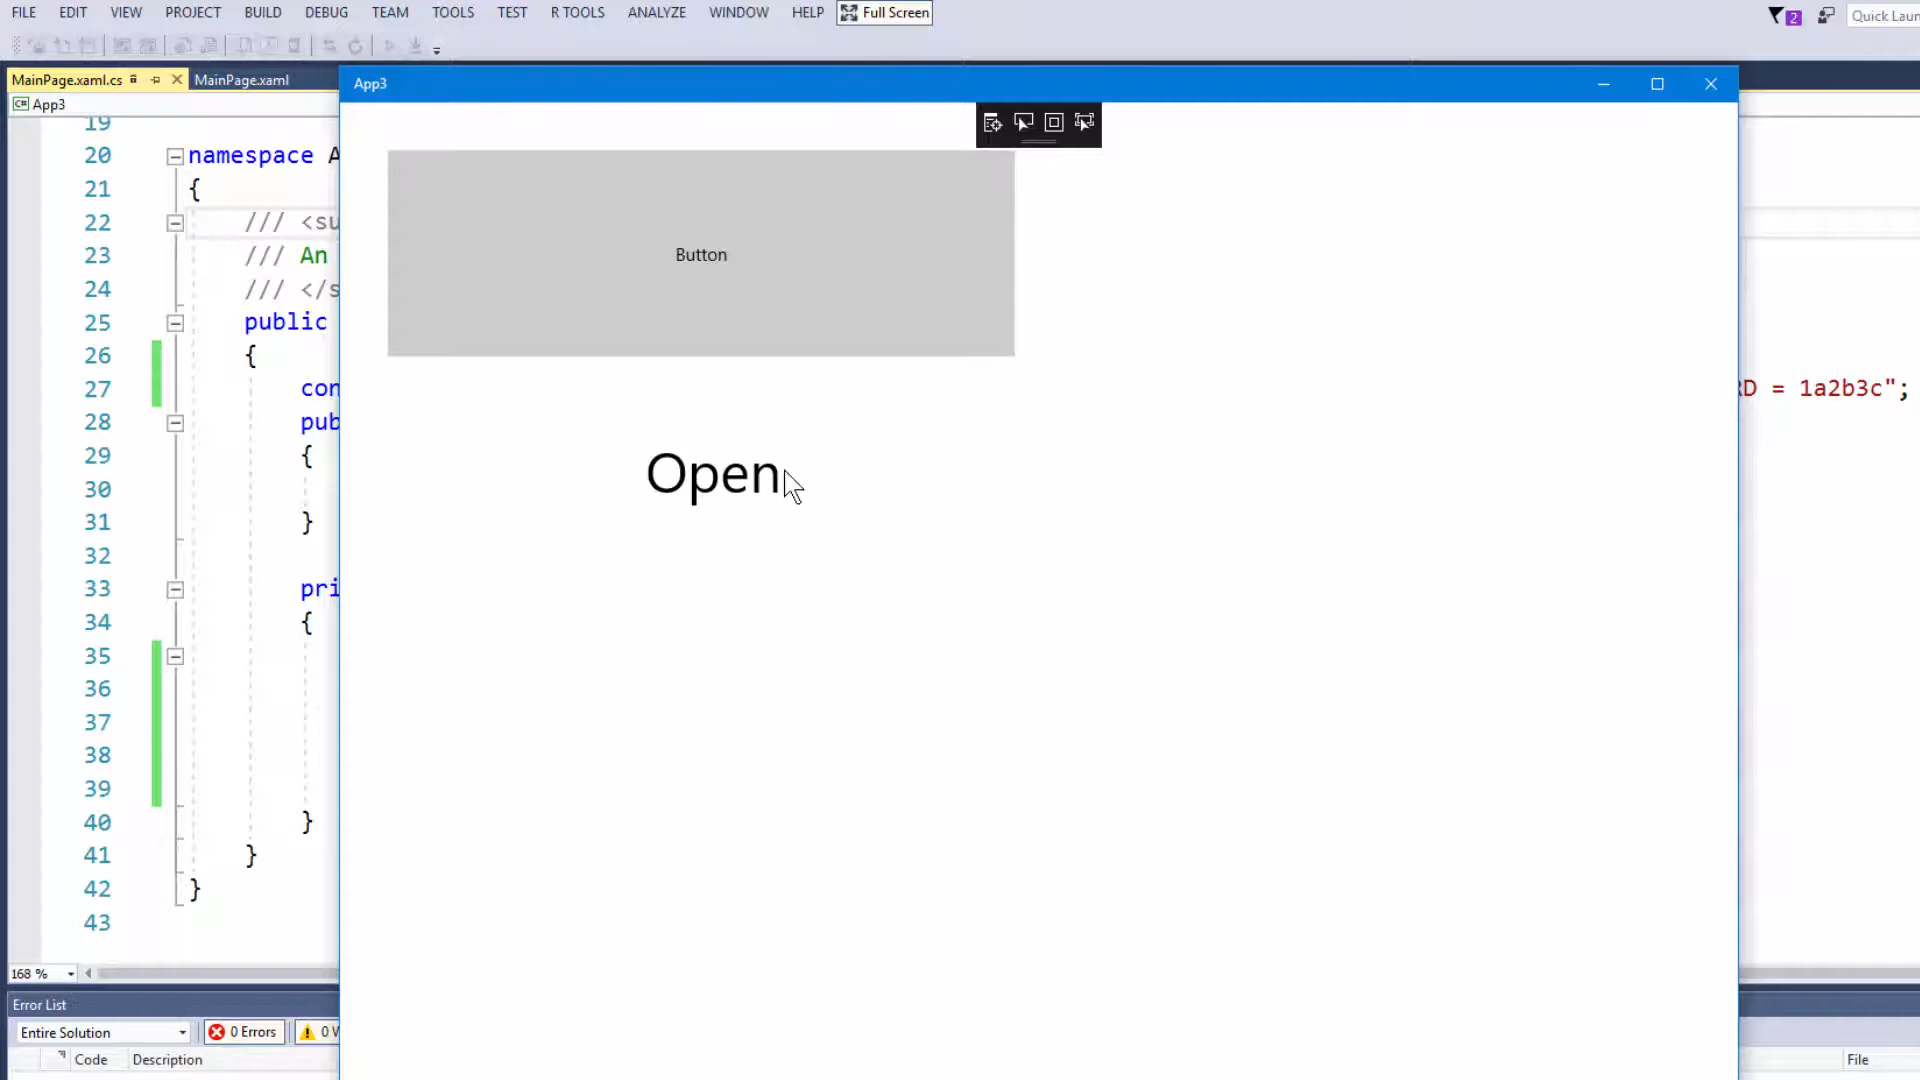 FILE EDIT VIEW PROJECT BUILD DEBUG TEAM TOOLS TEST R TOOLS ANALYZE WINDOW HELP Full Screen 2 Quick Laun
MainPage.xaml.cs MainPage.xaml
App3
App3
19
20 namespace A
21 {
22 /// <su
23 /// An
24 /// </s
25 public
26 {
27 con D = 1a2b3c";
28 pub
29 {
30
31 }
32
33 pri
34 {
35
36
37
38
39
40 }
41 }
42 }
43
Button
Open
168 %
Error List
Entire Solution 0 Errors 0 W
Code Description File